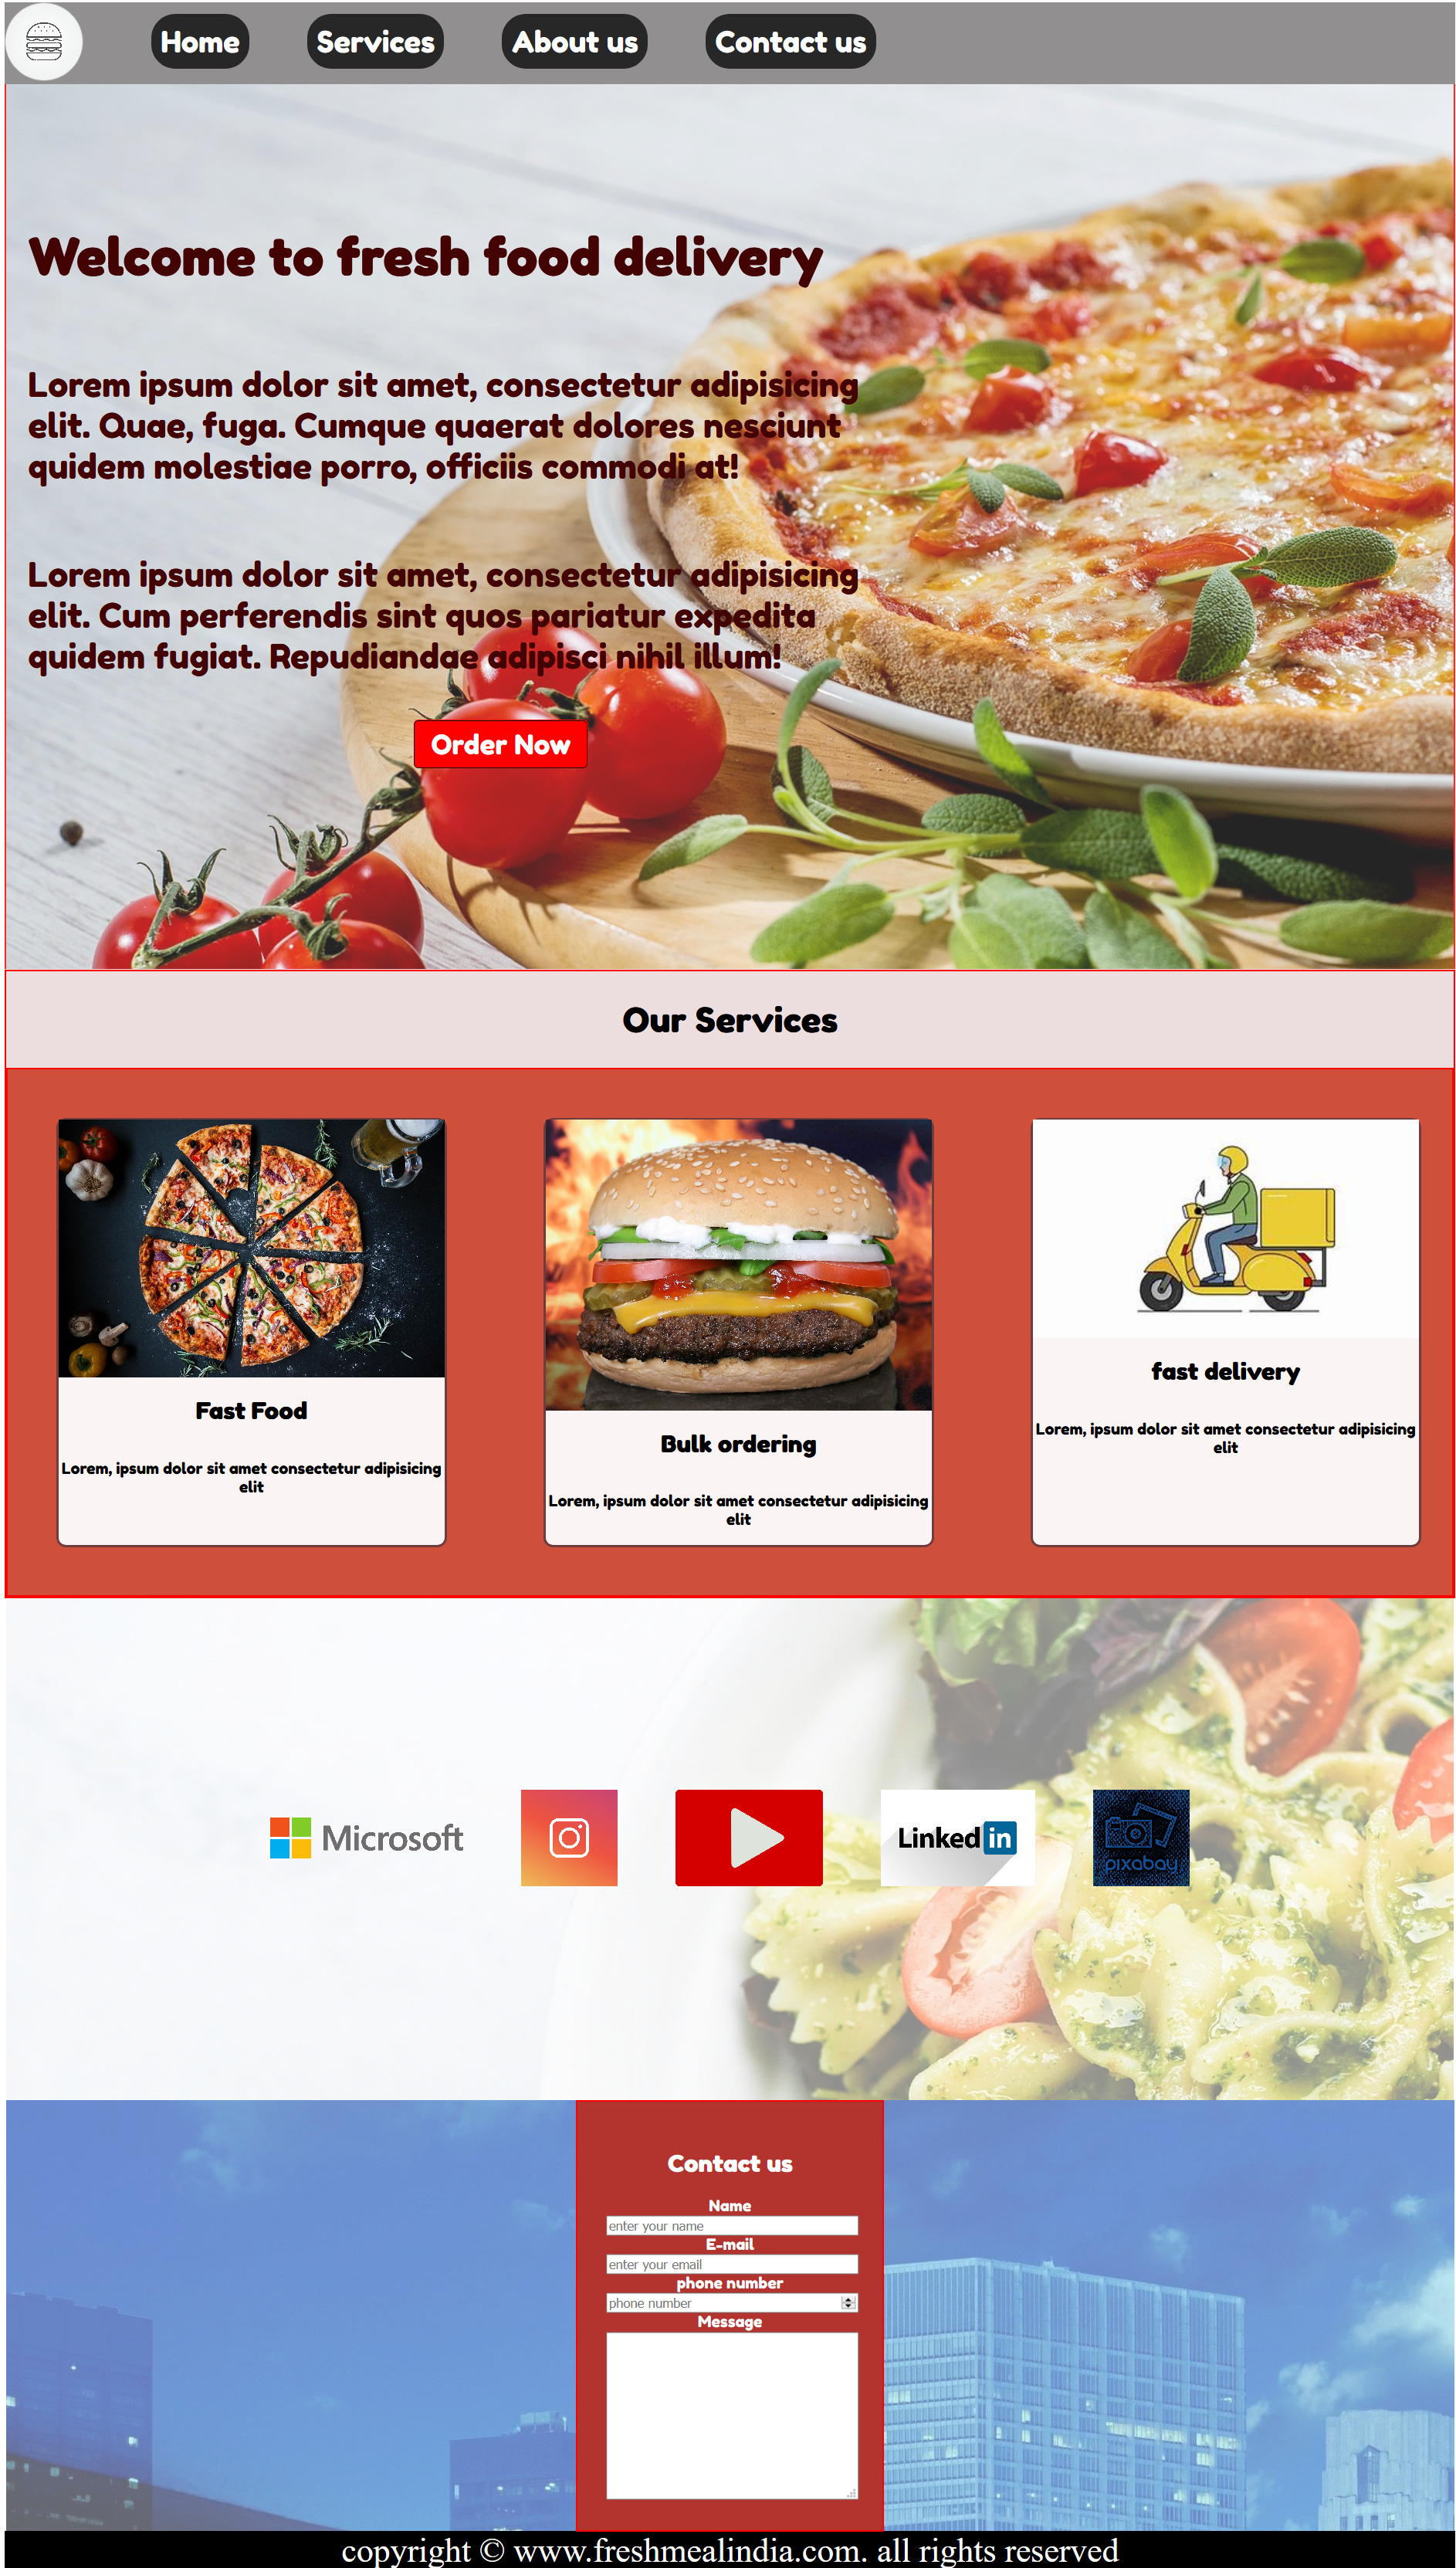 Home
Services
About us
Contact us
Welcome to fresh food delivery
Lorem ipsum dolor sit amet, consectetur adipisicing
elit. Quae, fuga. Cumque quaerat dolores nesciunt
quidem molestiae porro, officiis commodi at!
Lorem ipsum dolor sit amet, consectetur adipisicing
elit. Cum perferendis sint quos pariatur expedita
quidem fugiat. Repudiandae adipisci nihil illum!
Order Now
Our Services
Fast Food
Lorem, ipsum dolor sit amet consectetur adipisicing
elit
Bulk ordering
Lorem, ipsum dolor sit amet consectetur adipisicing
elit
fast delivery
Lorem, ipsum dolor sit amet consectetur adipisicing
elit
Microsoft
Linked in
pixabay
Contact us
Name
enter your name
E-mail
enter your email
phone number
phone number
Message
copyright © www.freshmealindia.com. all rights reserved